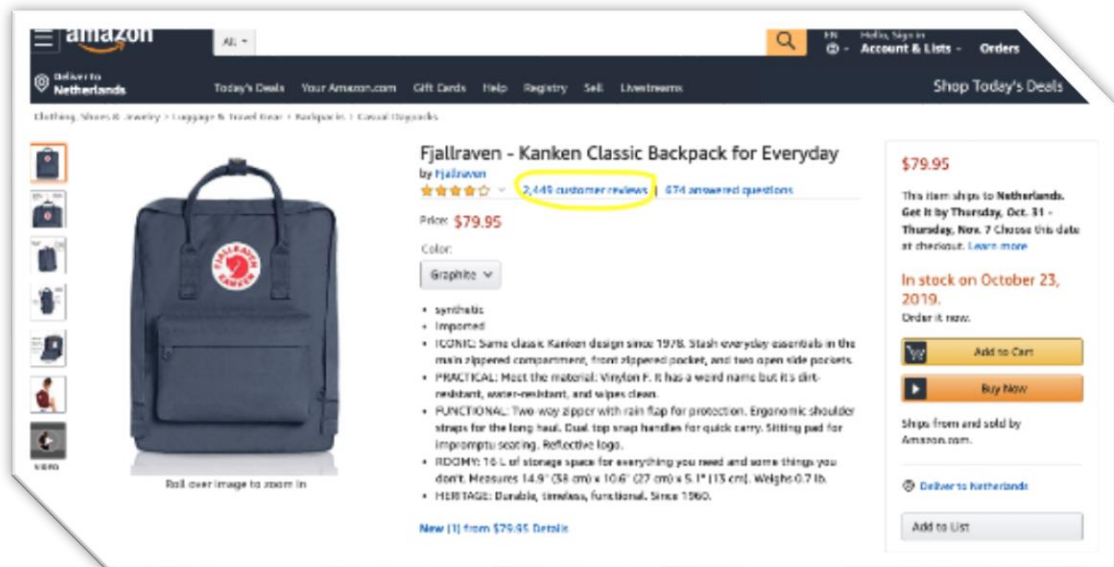 amazon
All
EN Hello, Sign in
Account & Lists Orders
Deliver to
Netherlands
Today's Deals Your Amazon.com Gift Cards Help Registry Sell Livestreams
Shop Today's Deals
Clothing, Shoes & Jewelry › Luggage & Travel Gear › Backpacks › Casual Daypacks
Fjallraven - Kanken Classic Backpack for Everyday
by Fjallraven
2,449 customer reviews | 674 answered questions
Price: $79.95
Color:
Graphite
• synthetic
• Imported
• ICONIC: Same classic Kanken design since 1978. Stash everyday essentials in the
main zippered compartment, front zippered pocket, and two open side pockets.
• PRACTICAL: Meet the material: Vinylon F. It has a weird name but it's dirt-
resistant, water-resistant, and wipes clean.
• FUNCTIONAL: Two-way zipper with rain flap for protection. Ergonomic shoulder
straps for the long haul. Dual top snap handles for quick carry. Sitting pad for
impromptu seating. Reflective logo.
• ROOMY: 16 L of storage space for everything you need and some things you
don't. Measures 14.9" (38 cm) x 10.6" (27 cm) x 5.1" (13 cm). Weighs 0.7 lb.
• HERITAGE: Durable, timeless, functional. Since 1960.
New (1) from $79.95 Details
FJALLRAVEN
KANKEN
VIDEO
Roll over image to zoom in
$79.95
This item ships to Netherlands.
Get it by Thursday, Oct. 31 -
Thursday, Nov. 7 Choose this date
at checkout. Learn more
In stock on October 23,
2019.
Order it now.
Add to Cart
Buy Now
Ships from and sold by
Amazon.com.
Deliver to Netherlands
Add to List